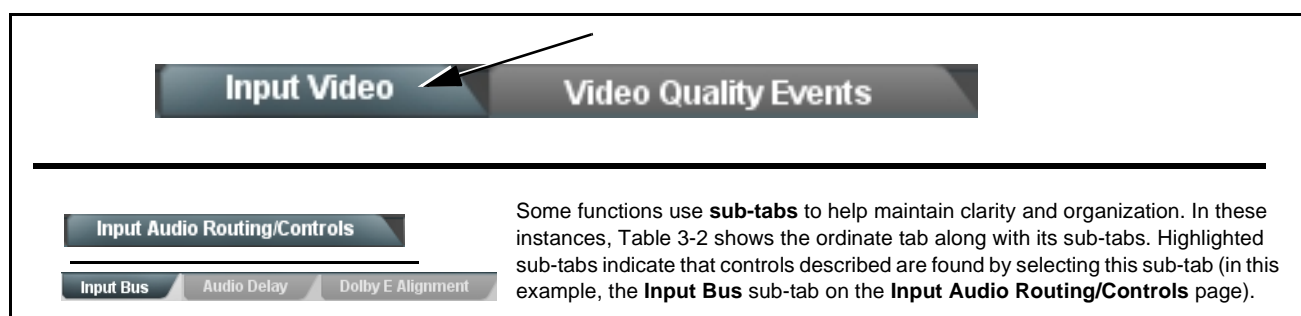 Input Video
Video Quality Events
Input Audio Routing/Controls
Input Bus
Audio Delay
Dolby E Alignment
Some functions use sub-tabs to help maintain clarity and organization. In these
instances, Table 3-2 shows the ordinate tab along with its sub-tabs. Highlighted
sub-tabs indicate that controls described are found by selecting this sub-tab (in this
example, the Input Bus sub-tab on the Input Audio Routing/Controls page).